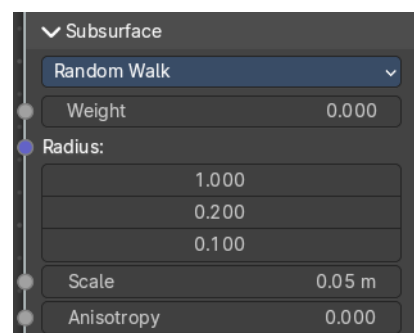 Subsurface
Random Walk
Weight 0.000
Radius:
1.000
0.200
0.100
Scale 0.05 m
Anisotropy 0.000